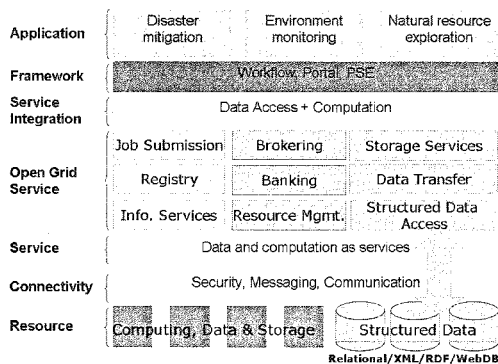 Application
Disaster mitigation
Environment monitoring
Natural resource exploration
Framework
Workflow, Portal, PSE
Service Integration
Data Access + Computation
Open Grid Service
Job Submission
Brokering
Storage Services
Registry
Banking
Data Transfer
Info. Services
Resource Mgmt.
Structured Data Access
Service
Data and computation as services
Connectivity
Security, Messaging, Communication
Resource
Computing, Data & Storage
Structured Data
Relational/XML/RDF/WebDB